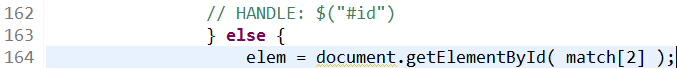 162 // HANDLE: $("#id")
163 } else {
164 elem = document.getElementById( match[2] );